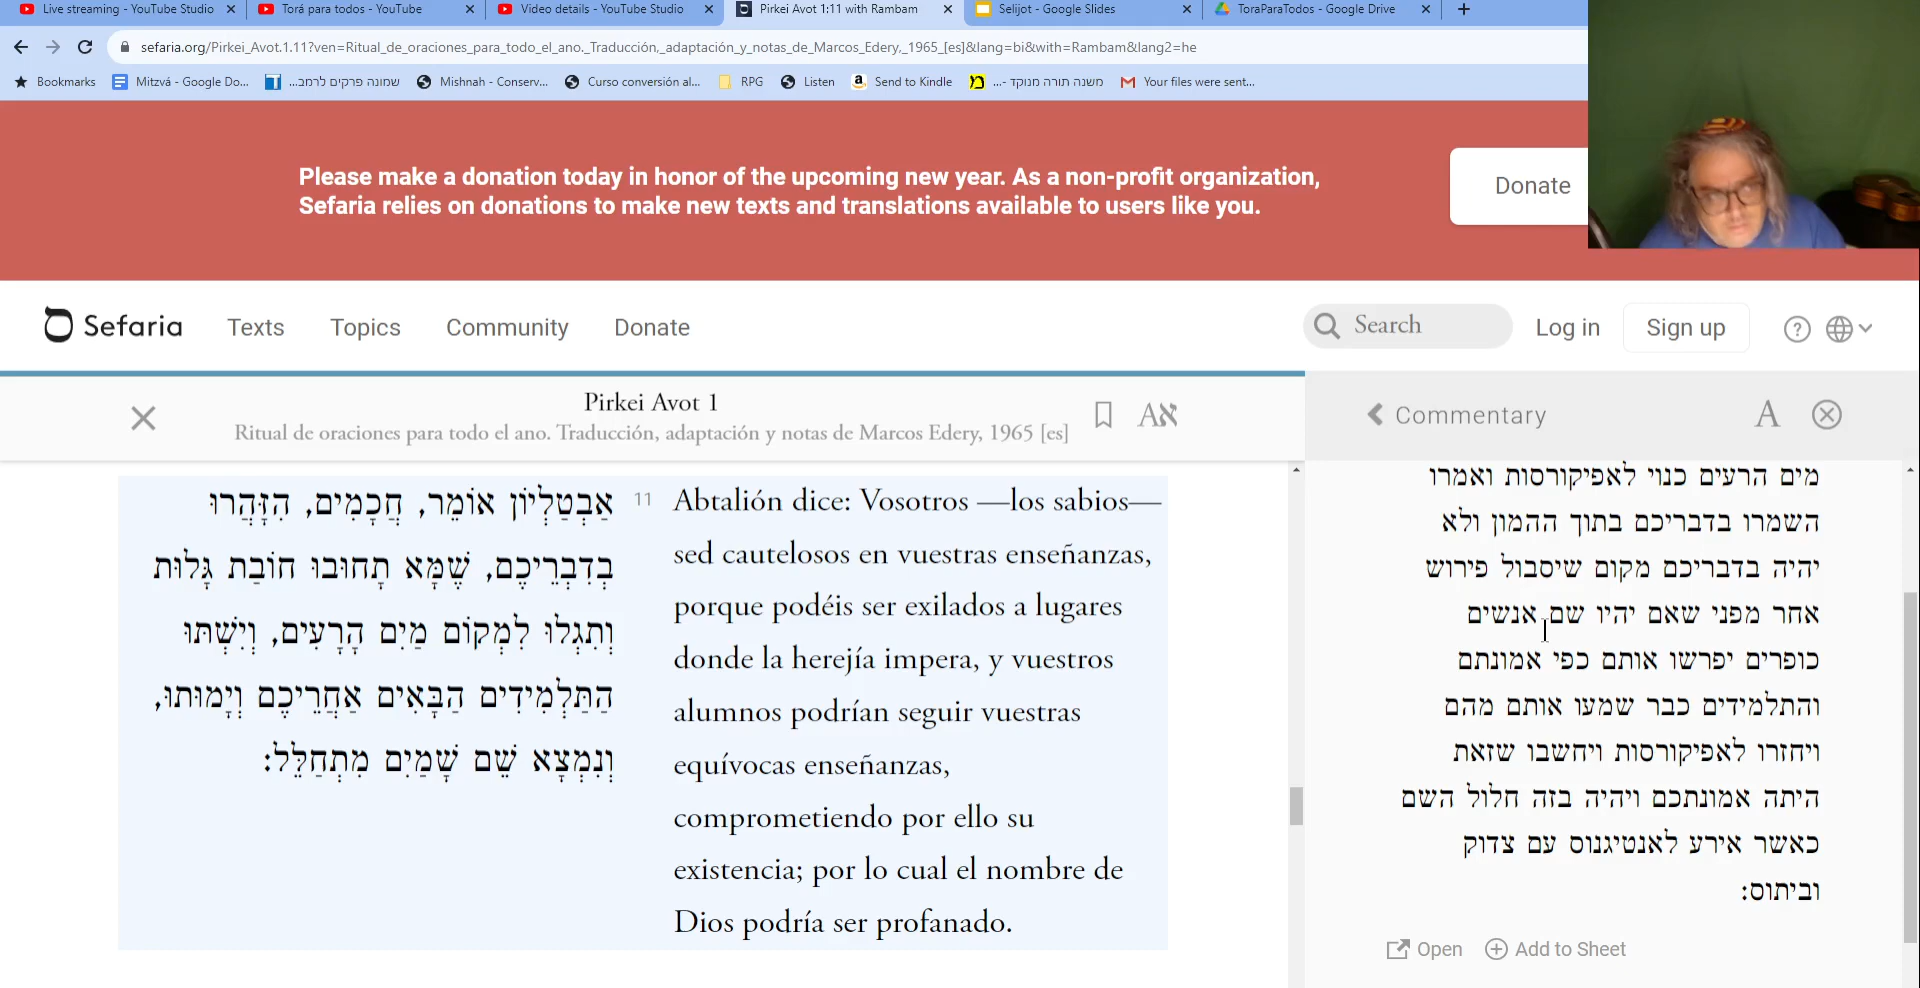 Live streaming - YouTube Studio
Torá para todos - YouTube
Video details - YouTube Studio
Pirkei Avot 1:11 with Rambam
Selijot - Google Slides
ToraParaTodos - Google Drive
sefaria.org/Pirkei_Avot.1.11?ven=Ritual_de_oraciones_para_todo_el_ano._Traducción,_adaptación_y_notas_de_Marcos_Edery,_1965_[es]&lang=bi&with=Rambam&lang2=he
Bookmarks
Mitzvá - Google Do...
שמונה פרקים לרמב...
Mishnah - Conserv...
Curso conversión al...
RPG
Listen
Send to Kindle
משנה תורה מנוקד -...
Your files were sent...
Please make a donation today in honor of the upcoming new year. As a non-profit organization,
Sefaria relies on donations to make new texts and translations available to users like you.
Donate
Sefaria
Texts
Topics
Community
Donate
Search
Log in
Sign up
Pirkei Avot 1
Ritual de oraciones para todo el ano. Traducción, adaptación y notas de Marcos Edery, 1965 [es]
Aא
אַבְטַלְיוֹן אוֹמֵר, חֲכָמִים, הִזָּהֲרוּ
בְדִבְרֵיכֶם, שֶׁמָּא תָחוּבוּ חוֹבַת גָּלוּת
וְתִגְלוּ לִמְקוֹם מַיִם הָרָעִים, וְיִשְׁתּוּ
הַתַּלְמִידִים הַבָּאִים אַחֲרֵיכֶם וְיָמוּתוּ,
וְנִמְצָא שֵׁם שָׁמַיִם מִתְחַלֵּל:
11
Abtalión dice: Vosotros —los sabios—
sed cautelosos en vuestras enseñanzas,
porque podéis ser exilados a lugares
donde la herejía impera, y vuestros
alumnos podrían seguir vuestras
equívocas enseñanzas,
comprometiendo por ello su
existencia; por lo cual el nombre de
Dios podría ser profanado.
Commentary
A
מים הרעים כנוי לאפיקורסות ואמרו
השמרו בדבריכם בתוך ההמון ולא
יהיה בדבריכם מקום שיסבול פירוש
אחר מפני שאם יהיו שם אנשים
כופרים יפרשו אותם כפי אמונתם
והתלמידים כבר שמעו אותם מהם
ויחזרו לאפיקורסות ויחשבו שזאת
היתה אמונתכם ויהיה בזה חלול השם
כאשר אירע לאנטיגנוס עם צדוק
וביתוס:
Open
Add to Sheet